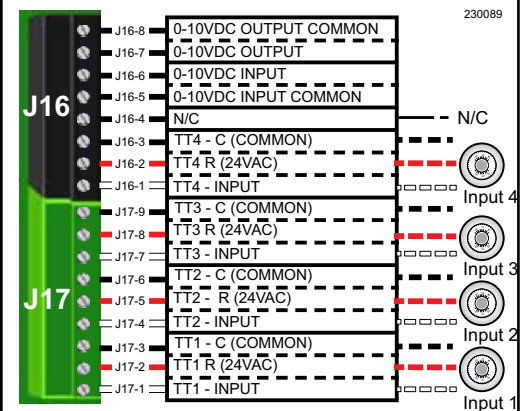 230089
J16-8 0-10VDC OUTPUT COMMON
J16-7 0-10VDC OUTPUT
J16-6 0-10VDC INPUT
J16-5 0-10VDC INPUT COMMON
J16
J16-4 N/C N/C
J16-3 TT4 - C (COMMON)
J16-2 TT4 R (24VAC)
J16-1 TT4 - INPUT
Input 4
J17-9 TT3 - C (COMMON)
J17-8 TT3 R (24VAC)
J17-7 TT3 - INPUT
Input 3
J17-6 TT2 - C (COMMON)
J17
J17-5 TT2 - R (24VAC)
J17-4 TT2 - INPUT
Input 2
J17-3 TT1 - C (COMMON)
J17-2 TT1 R (24VAC)
J17-1 TT1 - INPUT
Input 1